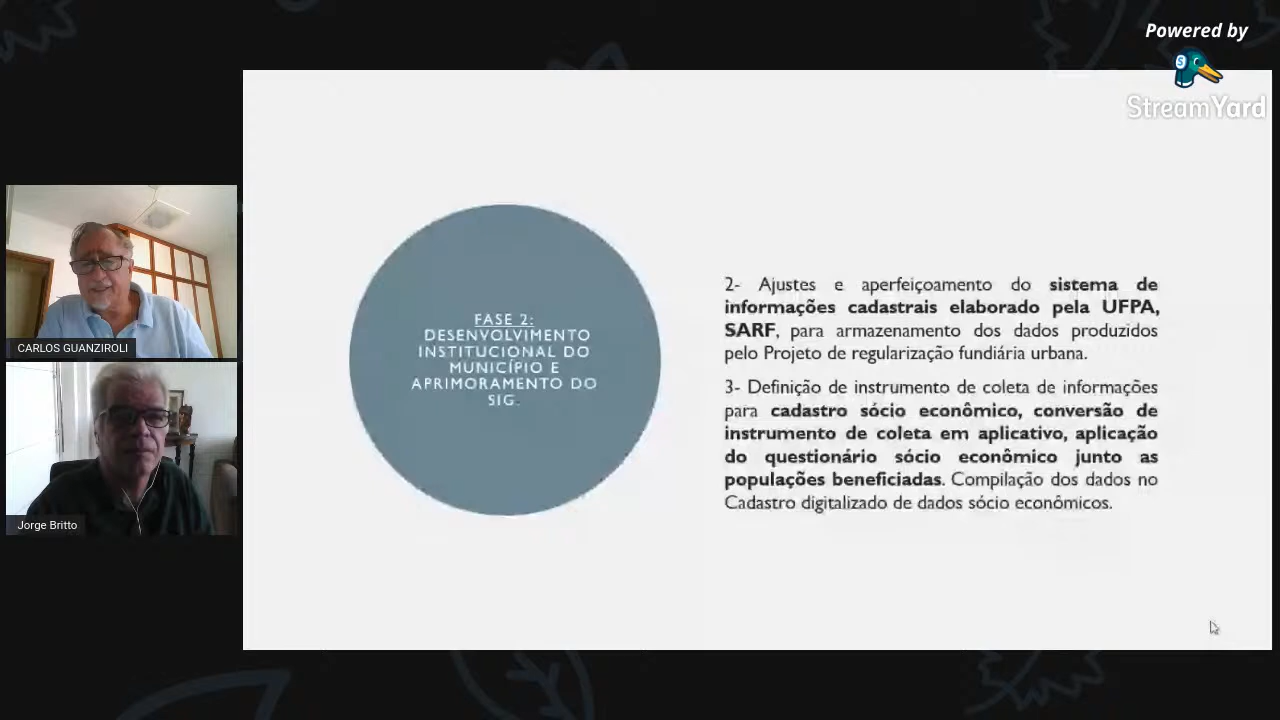 Powered by
StreamYard
CARLOS GUANZIROLI
Jorge Britto
FASE 2:
DESENVOLVIMENTO
INSTITUCIONAL DO
MUNICÍPIO E
APRIMORAMENTO DO
SIG.
2- Ajustes e aperfeiçoamento do sistema de
informações cadastrais elaborado pela UFPA,
SARF, para armazenamento dos dados produzidos
pelo Projeto de regularização fundiária urbana.
3- Definição de instrumento de coleta de informações
para cadastro sócio econômico, conversão de
instrumento de coleta em aplicativo, aplicação
do questionário sócio econômico junto as
populações beneficiadas. Compilação dos dados no
Cadastro digitalizado de dados sócio econômicos.